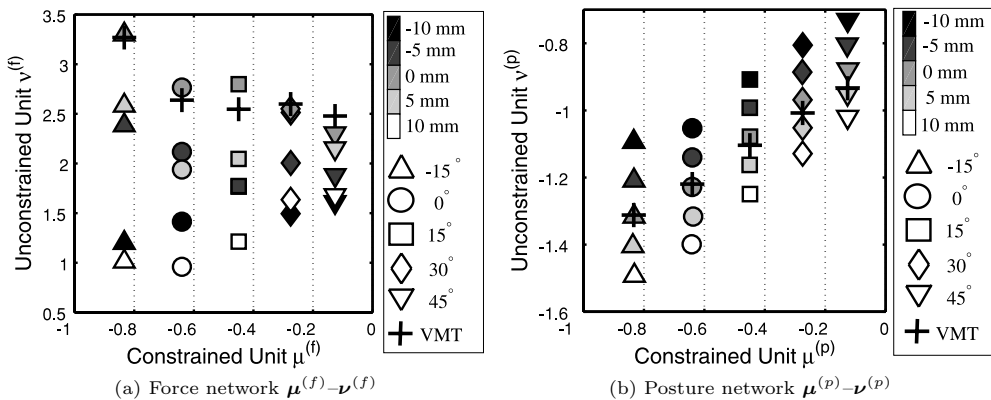 3.5
3
2.5
2
1.5
1
0.5
Unconstrained Unit ν(f)
-1 -0.8 -0.6 -0.4 -0.2 0
Constrained Unit μ(f)
-10 mm
-5 mm
0 mm
5 mm
10 mm
-15°
0°
15°
30°
45°
VMT
(a) Force network μ(f)–ν(f)
-0.8
-1
-1.2
-1.4
-1.6
Unconstrained Unit ν(p)
-1 -0.8 -0.6 -0.4 -0.2 0
Constrained Unit μ(p)
-10 mm
-5 mm
0 mm
5 mm
10 mm
-15°
0°
15°
30°
45°
VMT
(b) Posture network μ(p)–ν(p)